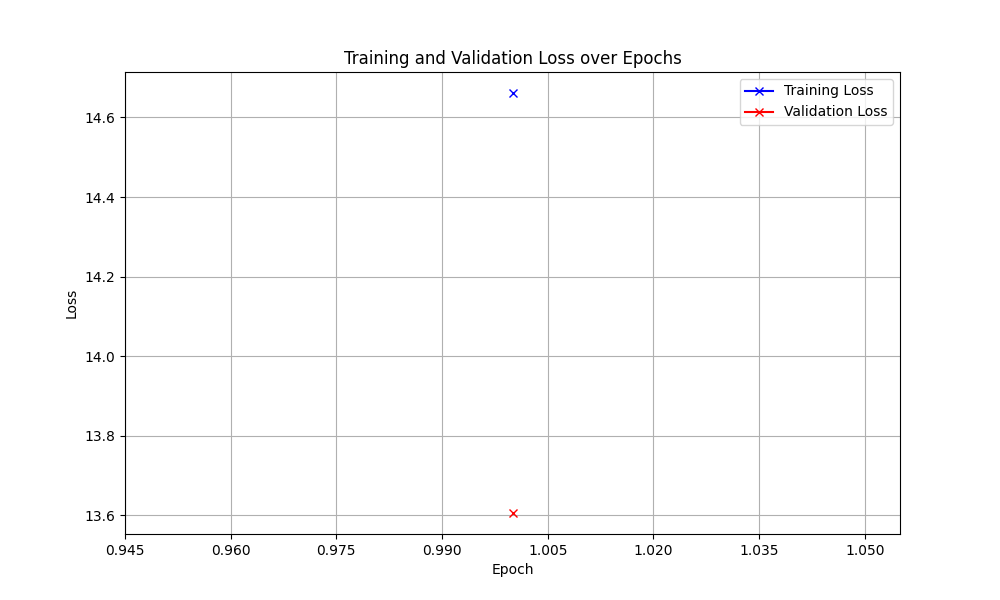 Training and Validation Loss over Epochs
Training Loss
Validation Loss
14.6
14.4
14.2
14.0
13.8
13.6
Loss
0.945 0.960 0.975 0.990 1.005 1.020 1.035 1.050
Epoch